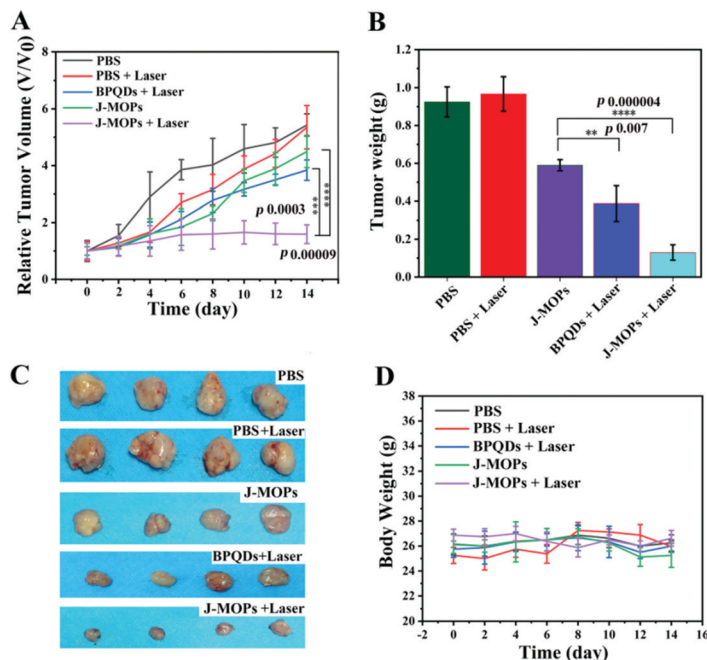 A
Relative Tumor Volume (V/V0)
8
6
4
2
0
PBS
PBS + Laser
BPQDs + Laser
J-MOPs
J-MOPs + Laser
***
****
p 0.0003
p 0.00009
0 2 4 6 8 10 12 14
Time (day)
B
Tumor weight (g)
1.2
1.0
0.8
0.6
0.4
0.2
0.0
p 0.000004
****
** p 0.007
PBS
PBS + Laser
J-MOPs
BPQDs + Laser
J-MOPs + Laser
C
PBS
PBS+Laser
J-MOPs
BPQDs+Laser
J-MOPs +Laser
D
Body Weight (g)
38
36
34
32
30
28
26
24
22
20
PBS
PBS + Laser
BPQDs + Laser
J-MOPs
J-MOPs + Laser
-2 0 2 4 6 8 10 12 14 16
Time (day)